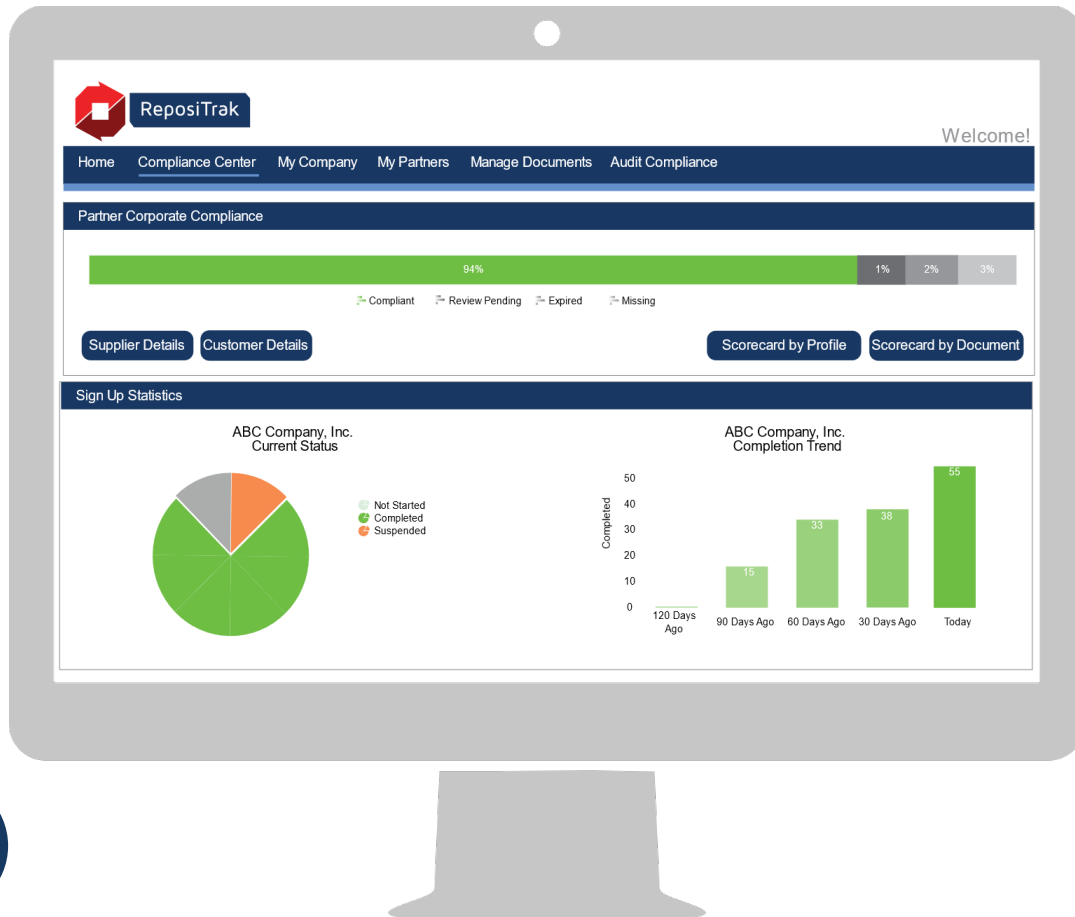 ReposiTrak
Welcome!
Home Compliance Center My Company My Partners Manage Documents Audit Compliance
Partner Corporate Compliance
94% 1% 2% 3%
Compliant Review Pending Expired Missing
Supplier Details Customer Details Scorecard by Profile Scorecard by Document
Sign Up Statistics
ABC Company, Inc.
Current Status
Not Started
Completed
Suspended
ABC Company, Inc.
Completion Trend
Completed
50
40
30
20
10
0
15
33
38
55
120 Days
Ago
90 Days Ago
60 Days Ago
30 Days Ago
Today